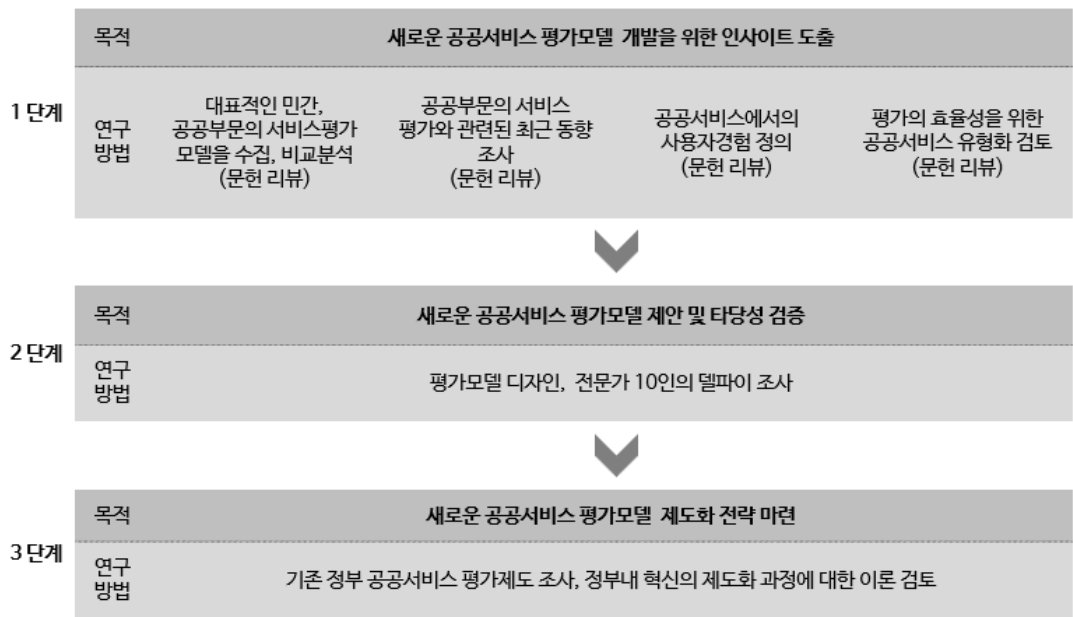 1 단계
목적
새로운 공공서비스 평가모델 개발을 위한 인사이트 도출
연구
방법
대표적인 민간,
공공부문의 서비스평가
모델을 수집, 비교분석
(문헌 리뷰)
공공부문의 서비스
평가와 관련된 최근 동향
조사
(문헌 리뷰)
공공서비스에서의
사용자경험 정의
(문헌 리뷰)
평가의 효율성을 위한
공공서비스 유형화 검토
(문헌 리뷰)
2 단계
목적
새로운 공공서비스 평가모델 제안 및 타당성 검증
연구
방법
평가모델 디자인, 전문가 10인의 델파이 조사
3 단계
목적
새로운 공공서비스 평가모델 제도화 전략 마련
연구
방법
기존 정부 공공서비스 평가제도 조사, 정부내 혁신의 제도화 과정에 대한 이론 검토